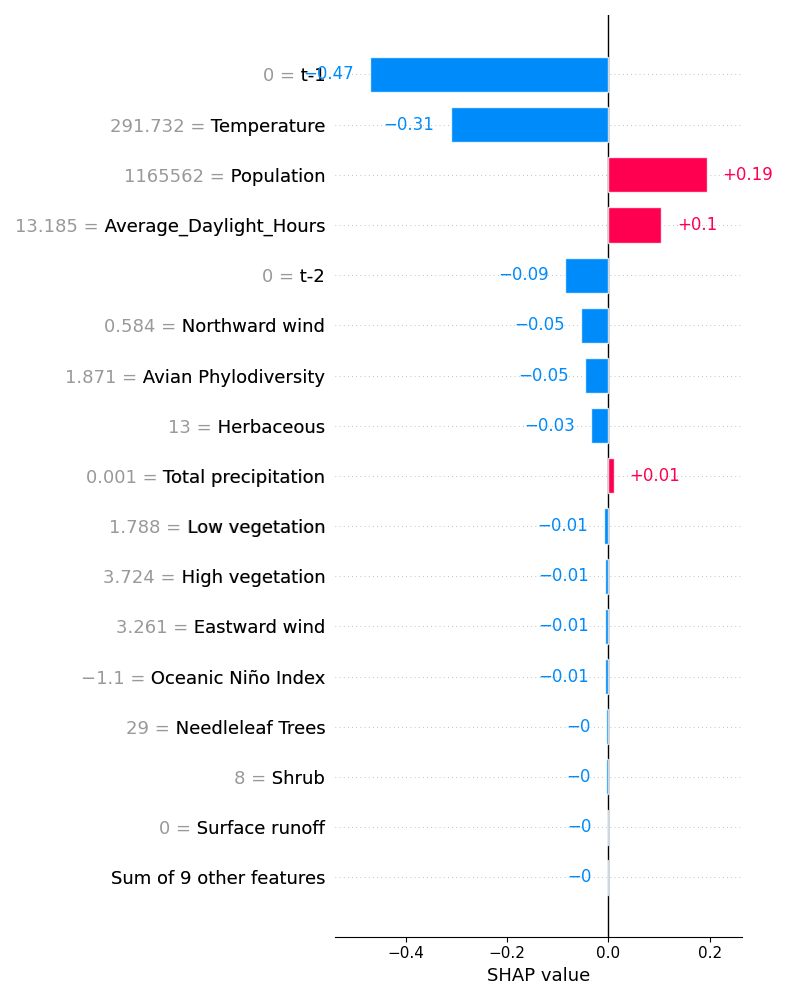 0 = t-1 −0.47
291.732 = Temperature −0.31
1165562 = Population +0.19
13.185 = Average_Daylight_Hours +0.1
0 = t-2 −0.09
0.584 = Northward wind −0.05
1.871 = Avian Phylodiversity −0.05
13 = Herbaceous −0.03
0.001 = Total precipitation +0.01
1.788 = Low vegetation −0.01
3.724 = High vegetation −0.01
3.261 = Eastward wind −0.01
−1.1 = Oceanic Niño Index −0.01
29 = Needleleaf Trees −0
8 = Shrub −0
0 = Surface runoff −0
Sum of 9 other features −0
−0.4 −0.2 0.0 0.2
SHAP value